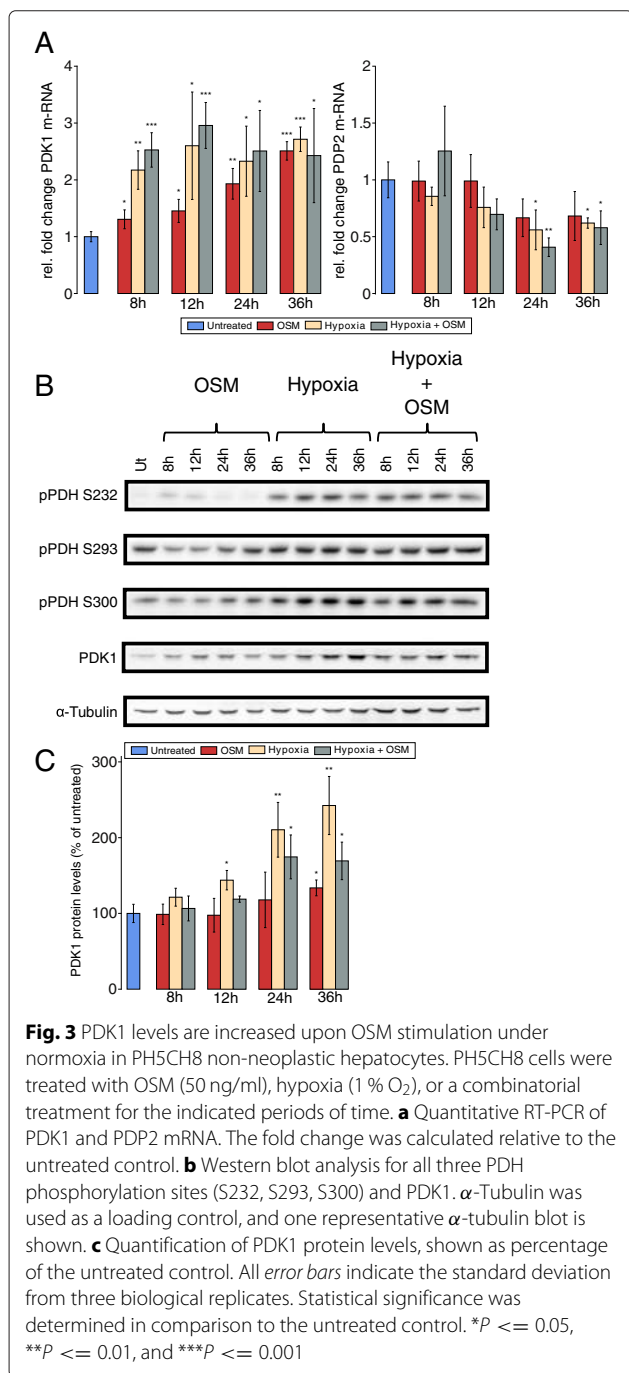 A
rel. fold change PDK1 m-RNA
4
3
2
1
0
* ** *** * * *** ** * * *** *** *
8h 12h 24h 36h
rel. fold change PDP2 m-RNA
2
1.5
1
0.5
0
* ** * *
8h 12h 24h 36h
Untreated OSM Hypoxia Hypoxia + OSM
B
OSM Hypoxia Hypoxia + OSM
Ut 8h 12h 24h 36h 8h 12h 24h 36h 8h 12h 24h 36h
pPDH S232
pPDH S293
pPDH S300
PDK1
α-Tubulin
C
Untreated OSM Hypoxia Hypoxia + OSM
PDK1 protein levels (% of untreated)
300
200
100
0
* ** * * ** *
8h 12h 24h 36h
Fig. 3 PDK1 levels are increased upon OSM stimulation under
normoxia in PH5CH8 non-neoplastic hepatocytes. PH5CH8 cells were
treated with OSM (50 ng/ml), hypoxia (1 % O₂), or a combinatorial
treatment for the indicated periods of time. a Quantitative RT-PCR of
PDK1 and PDP2 mRNA. The fold change was calculated relative to the
untreated control. b Western blot analysis for all three PDH
phosphorylation sites (S232, S293, S300) and PDK1. α-Tubulin was
used as a loading control, and one representative α-tubulin blot is
shown. c Quantification of PDK1 protein levels, shown as percentage
of the untreated control. All error bars indicate the standard deviation
from three biological replicates. Statistical significance was
determined in comparison to the untreated control. *P <= 0.05,
**P <= 0.01, and ***P <= 0.001